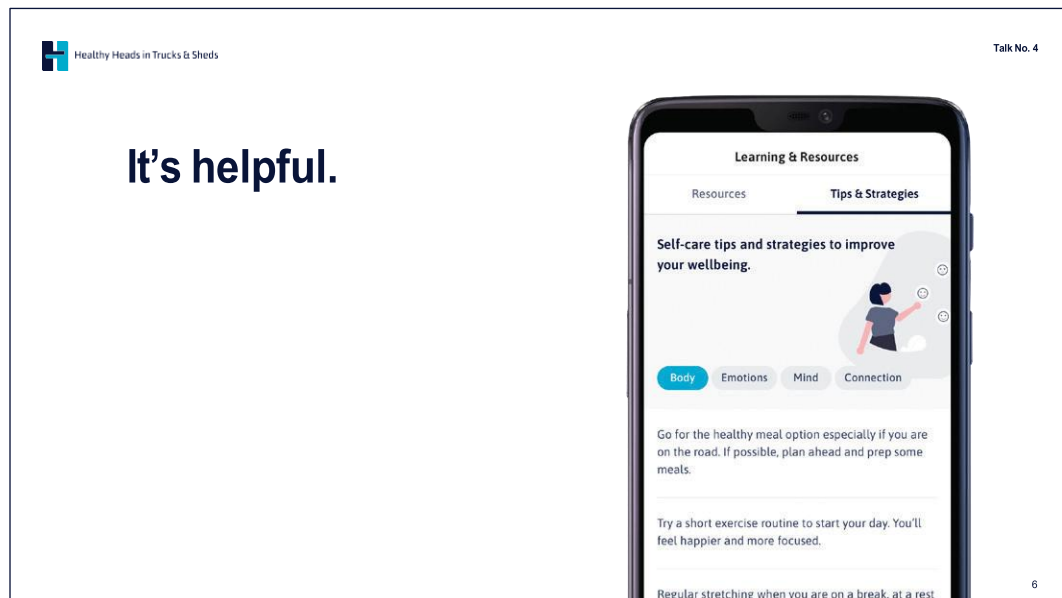 Healthy Heads in Trucks & Sheds
Talk No. 4
It’s helpful.
Learning & Resources
Resources
Tips & Strategies
Self-care tips and strategies to improve
your wellbeing.
Body
Emotions
Mind
Connection
Go for the healthy meal option especially if you are
on the road. If possible, plan ahead and prep some
meals.
Try a short exercise routine to start your day. You’ll
feel happier and more focused.
Regular stretching when you are on a break, at a rest
6